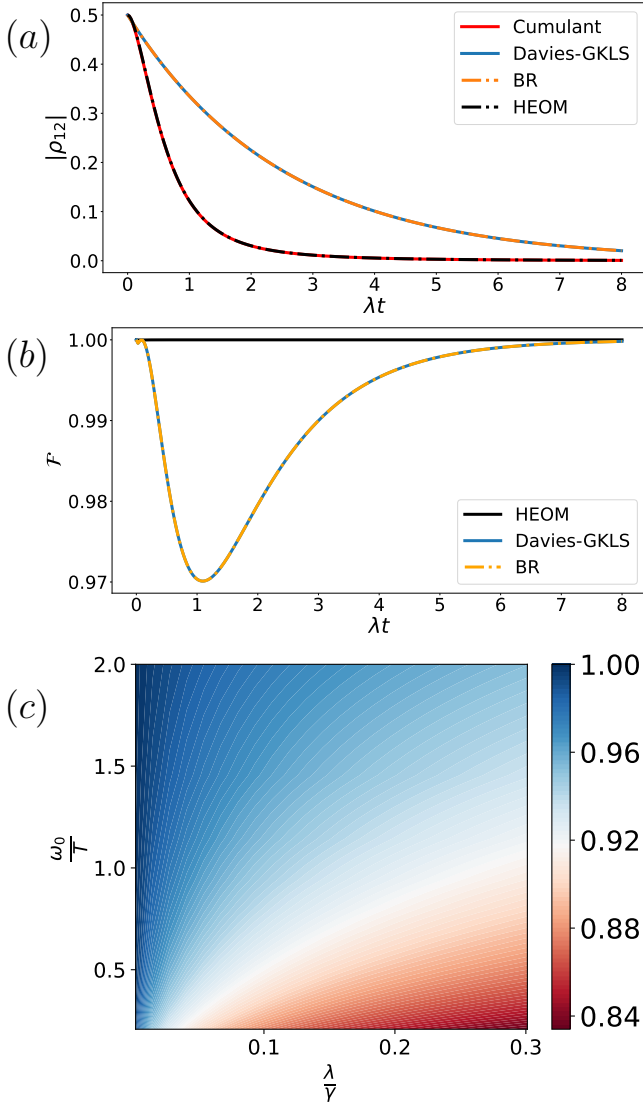 (a)
0.5
0.4
0.3
0.2
0.1
0.0
|ρ₁₂|
Cumulant
Davies-GKLS
BR
HEOM
0 1 2 3 4 5 6 7 8
λt
(b)
1.00
0.99
0.98
0.97
𝓕
HEOM
Davies-GKLS
BR
0 1 2 3 4 5 6 7 8
λt
(c)
2.0
1.5
1.0
0.5
ω₀/T
0.1 0.2 0.3
λ/γ
1.00
0.96
0.92
0.88
0.84